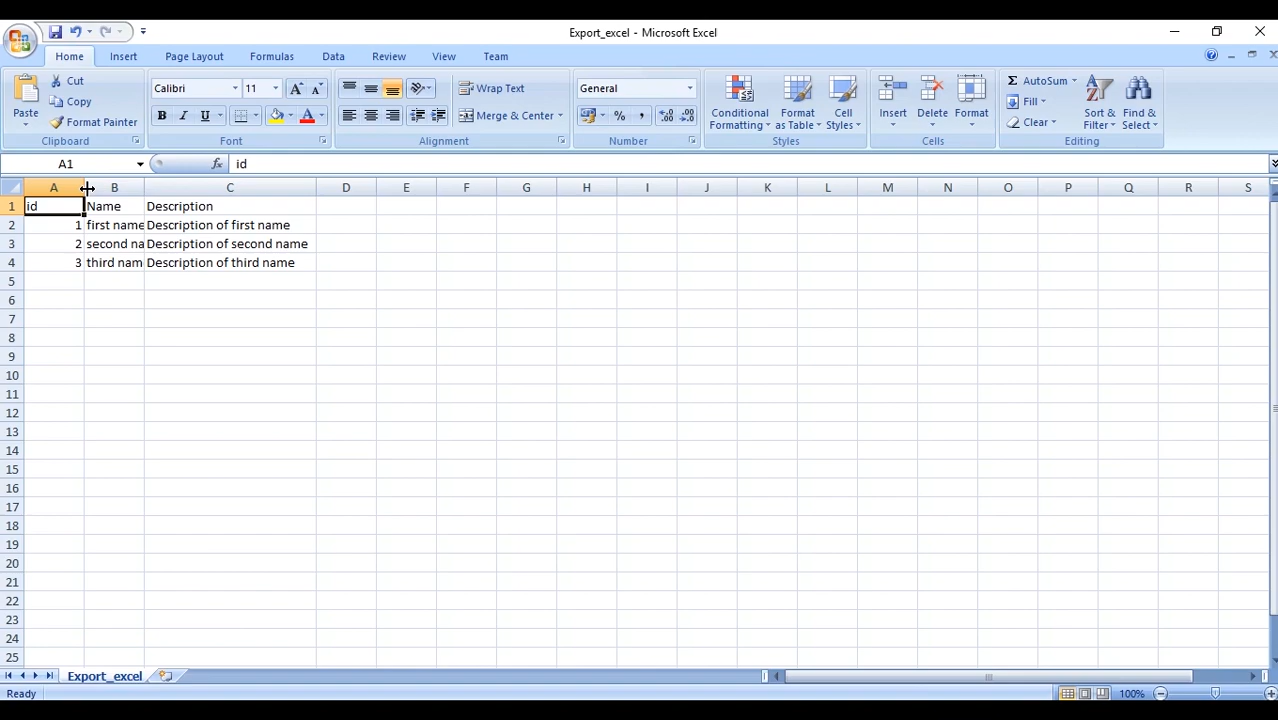 Export_excel - Microsoft Excel
Home Insert Page Layout Formulas Data Review View Team
Paste Cut Copy Format Painter Clipboard
Calibri 11 A A B I U A Font
Wrap Text Merge & Center Alignment
General % , .0 .00 .00 .0 Number
Conditional Formatting Format as Table Cell Styles Styles
Insert Delete Format Cells
Σ AutoSum Fill Clear Sort & Filter Find & Select Editing
A1 fx id
A B C D E F G H I J K L M N O P Q R S
1 id Name Description
2 1 first name Description of first name
3 2 second na Description of second name
4 3 third nam Description of third name
5
6
7
8
9
10
11
12
13
14
15
16
17
18
19
20
21
22
23
24
25
Export_excel
Ready 100%